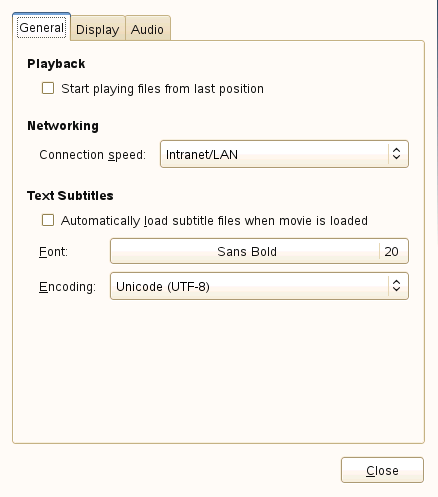 General Display Audio
Playback
Start playing files from last position
Networking
Connection speed: Intranet/LAN
Text Subtitles
Automatically load subtitle files when movie is loaded
Font: Sans Bold 20
Encoding: Unicode (UTF-8)
Close